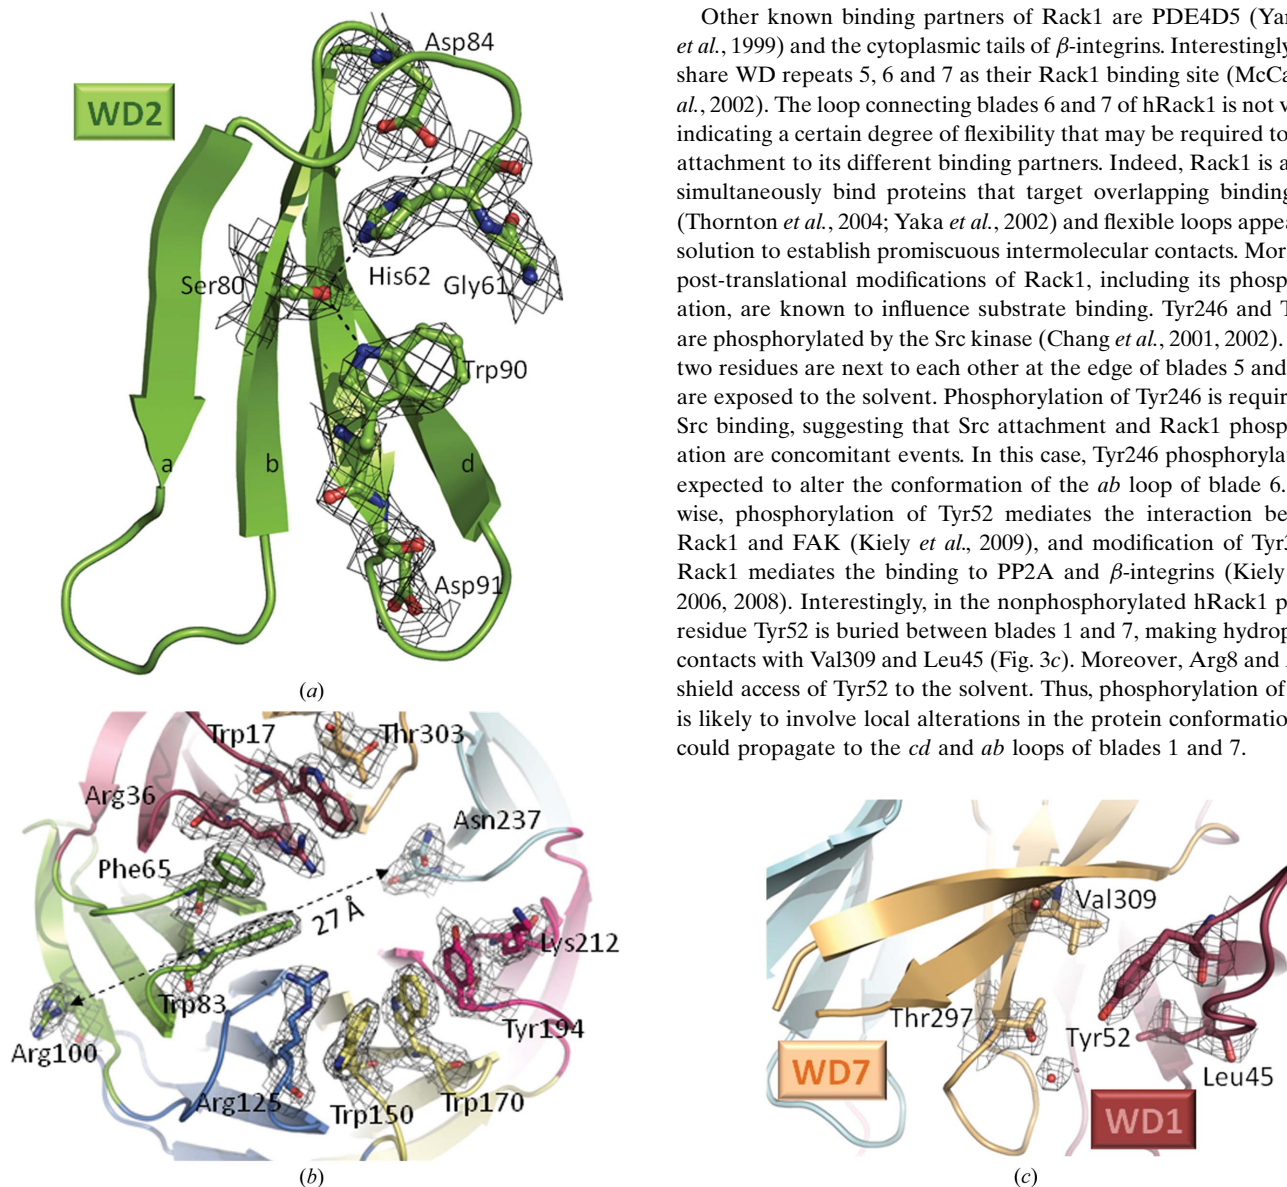 Asp84
WD2
Ser80
His62
Gly61
Trp90
a
b
d
Asp91
(a)
Trp17
Thr303
Arg36
Asn237
Phe65
27 Å
Lys212
Trp83
Tyr194
Arg100
Arg125
Trp150
Trp170
(b)
Other known binding partners of Rack1 are PDE4D5
et al., 1999) and the cytoplasmic tails of β-integrins. Interestingly
share WD repeats 5, 6 and 7 as their Rack1 binding site
al., 2002). The loop connecting blades 6 and 7 of hRack1 is not
indicating a certain degree of flexibility that may be required to
attachment to its different binding partners. Indeed, Rack1 is
simultaneously bind proteins that target overlapping binding
(Thornton et al., 2004; Yaka et al., 2002) and flexible loops
solution to establish promiscuous intermolecular contacts.
post-translational modifications of Rack1, including its
ation, are known to influence substrate binding. Tyr246 and
are phosphorylated by the Src kinase (Chang et al., 2001, 2002).
two residues are next to each other at the edge of blades 5 and
are exposed to the solvent. Phosphorylation of Tyr246 is
Src binding, suggesting that Src attachment and Rack1
ation are concomitant events. In this case, Tyr246
expected to alter the conformation of the ab loop of blade 6.
wise, phosphorylation of Tyr52 mediates the interaction
Rack1 and FAK (Kiely et al., 2009), and modification of
Rack1 mediates the binding to PP2A and β-integrins (Kiely
2006, 2008). Interestingly, in the nonphosphorylated hRack1
residue Tyr52 is buried between blades 1 and 7, making
contacts with Val309 and Leu45 (Fig. 3c). Moreover, Arg8 and
shield access of Tyr52 to the solvent. Thus, phosphorylation of
is likely to involve local alterations in the protein
could propagate to the cd and ab loops of blades 1 and 7.
Val309
Thr297
Tyr52
WD7
Leu45
WD1
(c)